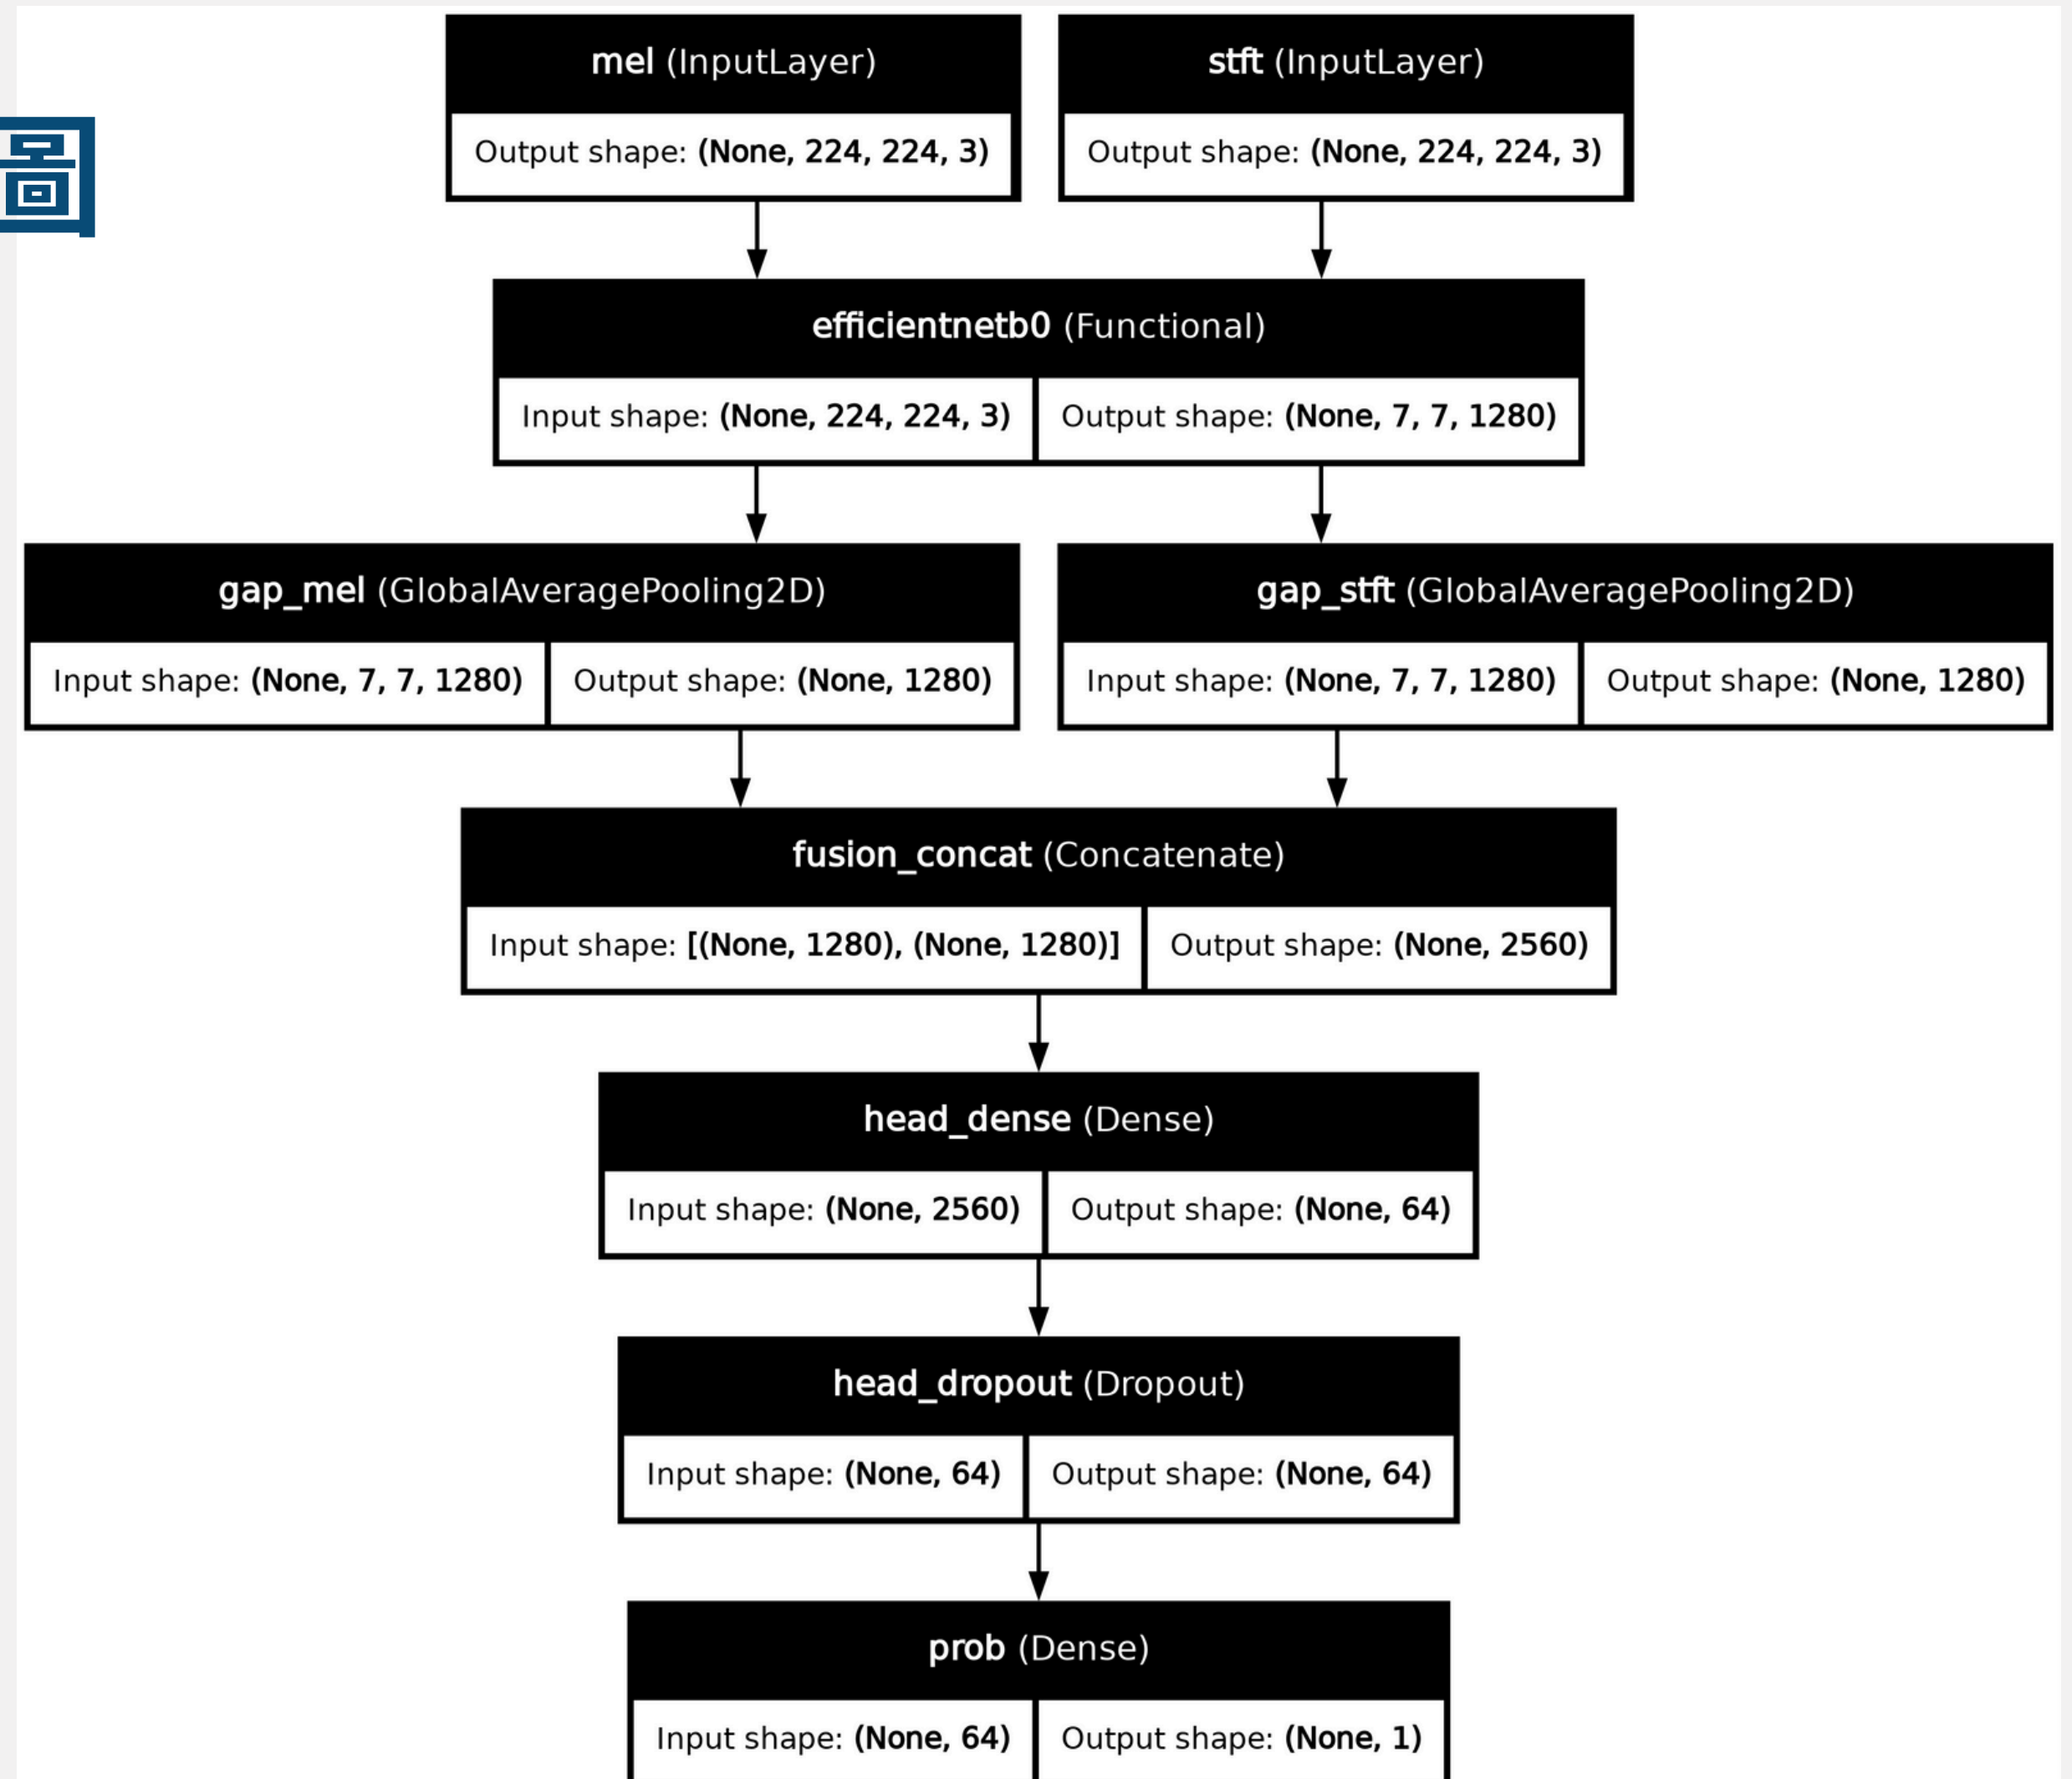 mel (InputLayer)
Output shape: (None, 224, 224, 3)
stft (InputLayer)
Output shape: (None, 224, 224, 3)
圖
efficientnetb0 (Functional)
Input shape: (None, 224, 224, 3)
Output shape: (None, 7, 7, 1280)
gap_mel (GlobalAveragePooling2D)
Input shape: (None, 7, 7, 1280)
Output shape: (None, 1280)
gap_stft (GlobalAveragePooling2D)
Input shape: (None, 7, 7, 1280)
Output shape: (None, 1280)
fusion_concat (Concatenate)
Input shape: [(None, 1280), (None, 1280)]
Output shape: (None, 2560)
head_dense (Dense)
Input shape: (None, 2560)
Output shape: (None, 64)
head_dropout (Dropout)
Input shape: (None, 64)
Output shape: (None, 64)
prob (Dense)
Input shape: (None, 64)
Output shape: (None, 1)